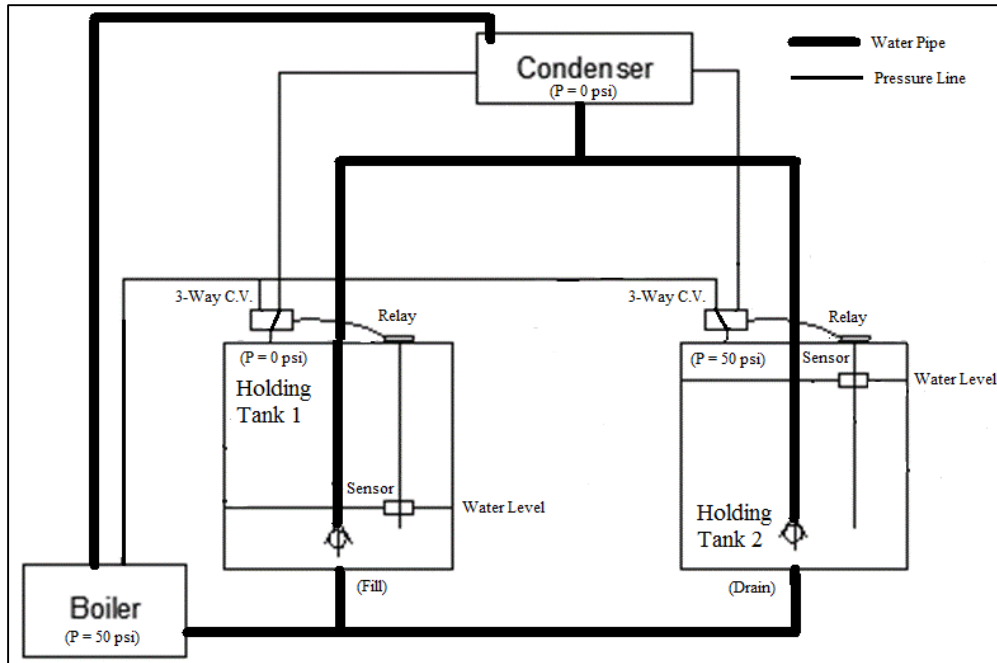 Condenser
(P = 0 psi)
Water Pipe
Pressure Line
3-Way C.V.
Relay
(P = 0 psi)
Holding
Tank 1
Sensor
Water Level
(Fill)
3-Way C.V.
Relay
(P = 50 psi)
Sensor
Water Level
Holding
Tank 2
(Drain)
Boiler
(P = 50 psi)